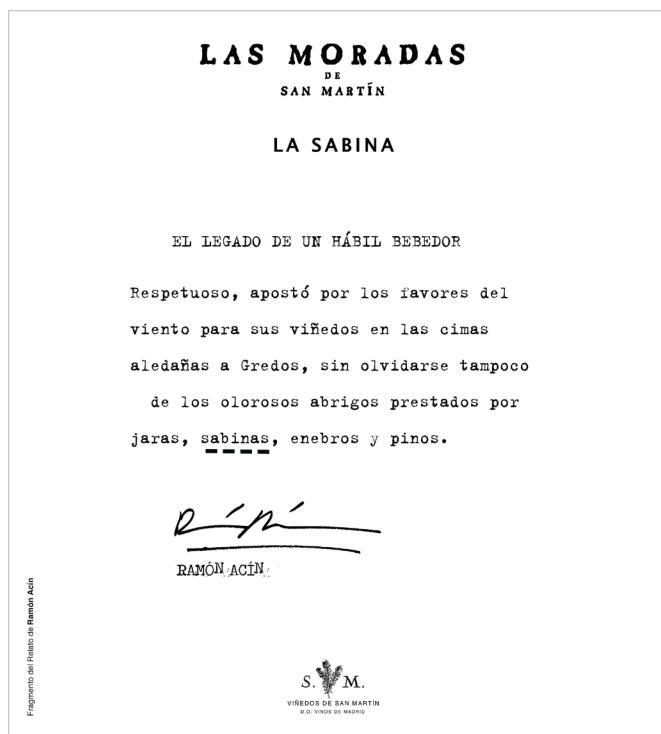 LAS MORADAS
DE
SAN MARTÍN
LA SABINA
EL LEGADO DE UN HÁBIL BEBEDOR
Respetuoso, apostó por los favores del
viento para sus viñedos en las cimas
aledañas a Gredos, sin olvidarse tampoco
de los olorosos abrigos prestados por
jaras, sabinas, enebros y pinos.
RAMÓN ACÍN
Fragmento del Relato de Ramón Acín
S. M.
VIÑEDOS DE SAN MARTÍN
D.O. VINOS DE MADRID